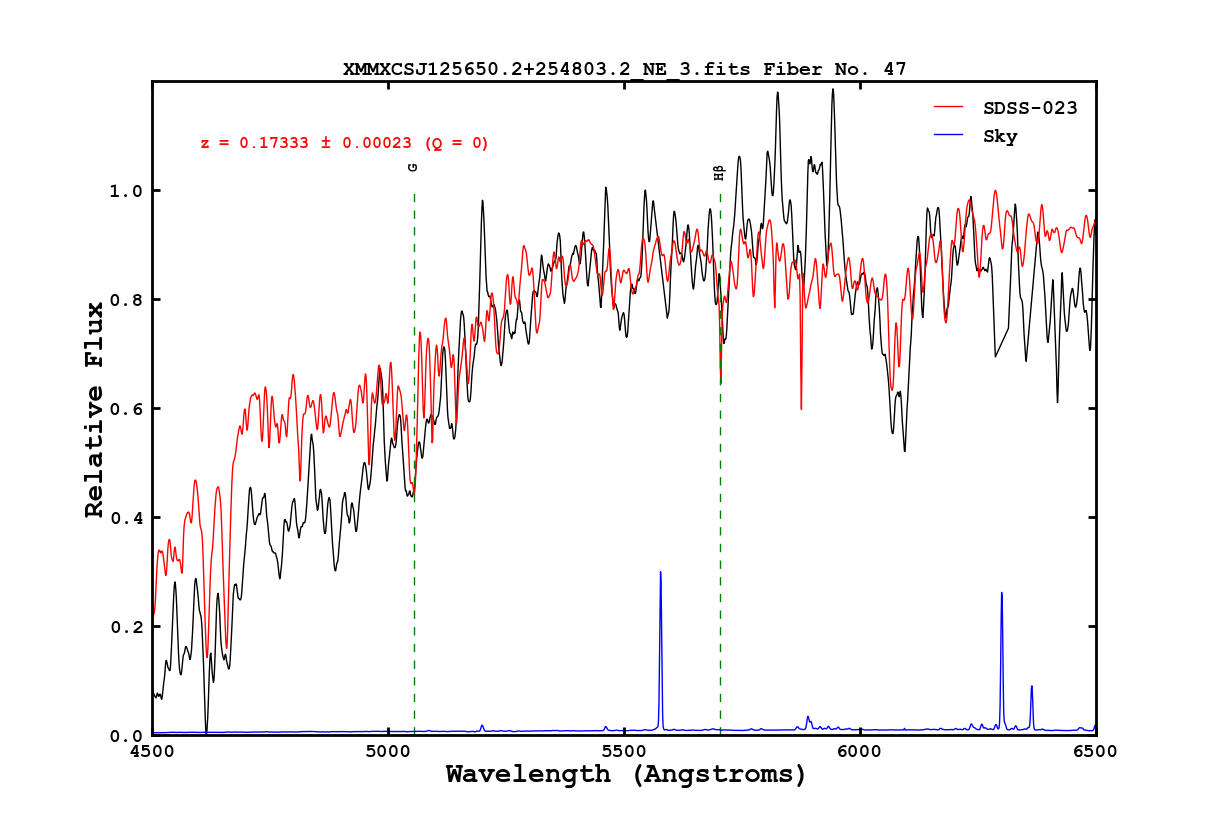 XMMXCSJ125650.2+254803.2_NE_3.fits Fiber No. 47
SDSS-023
Sky
z = 0.17333 ± 0.00023 (Q = 0)
G
Hβ
1.0
0.8
0.6
0.4
0.2
0.0
Relative Flux
4500 5000 5500 6000 6500
Wavelength (Angstroms)